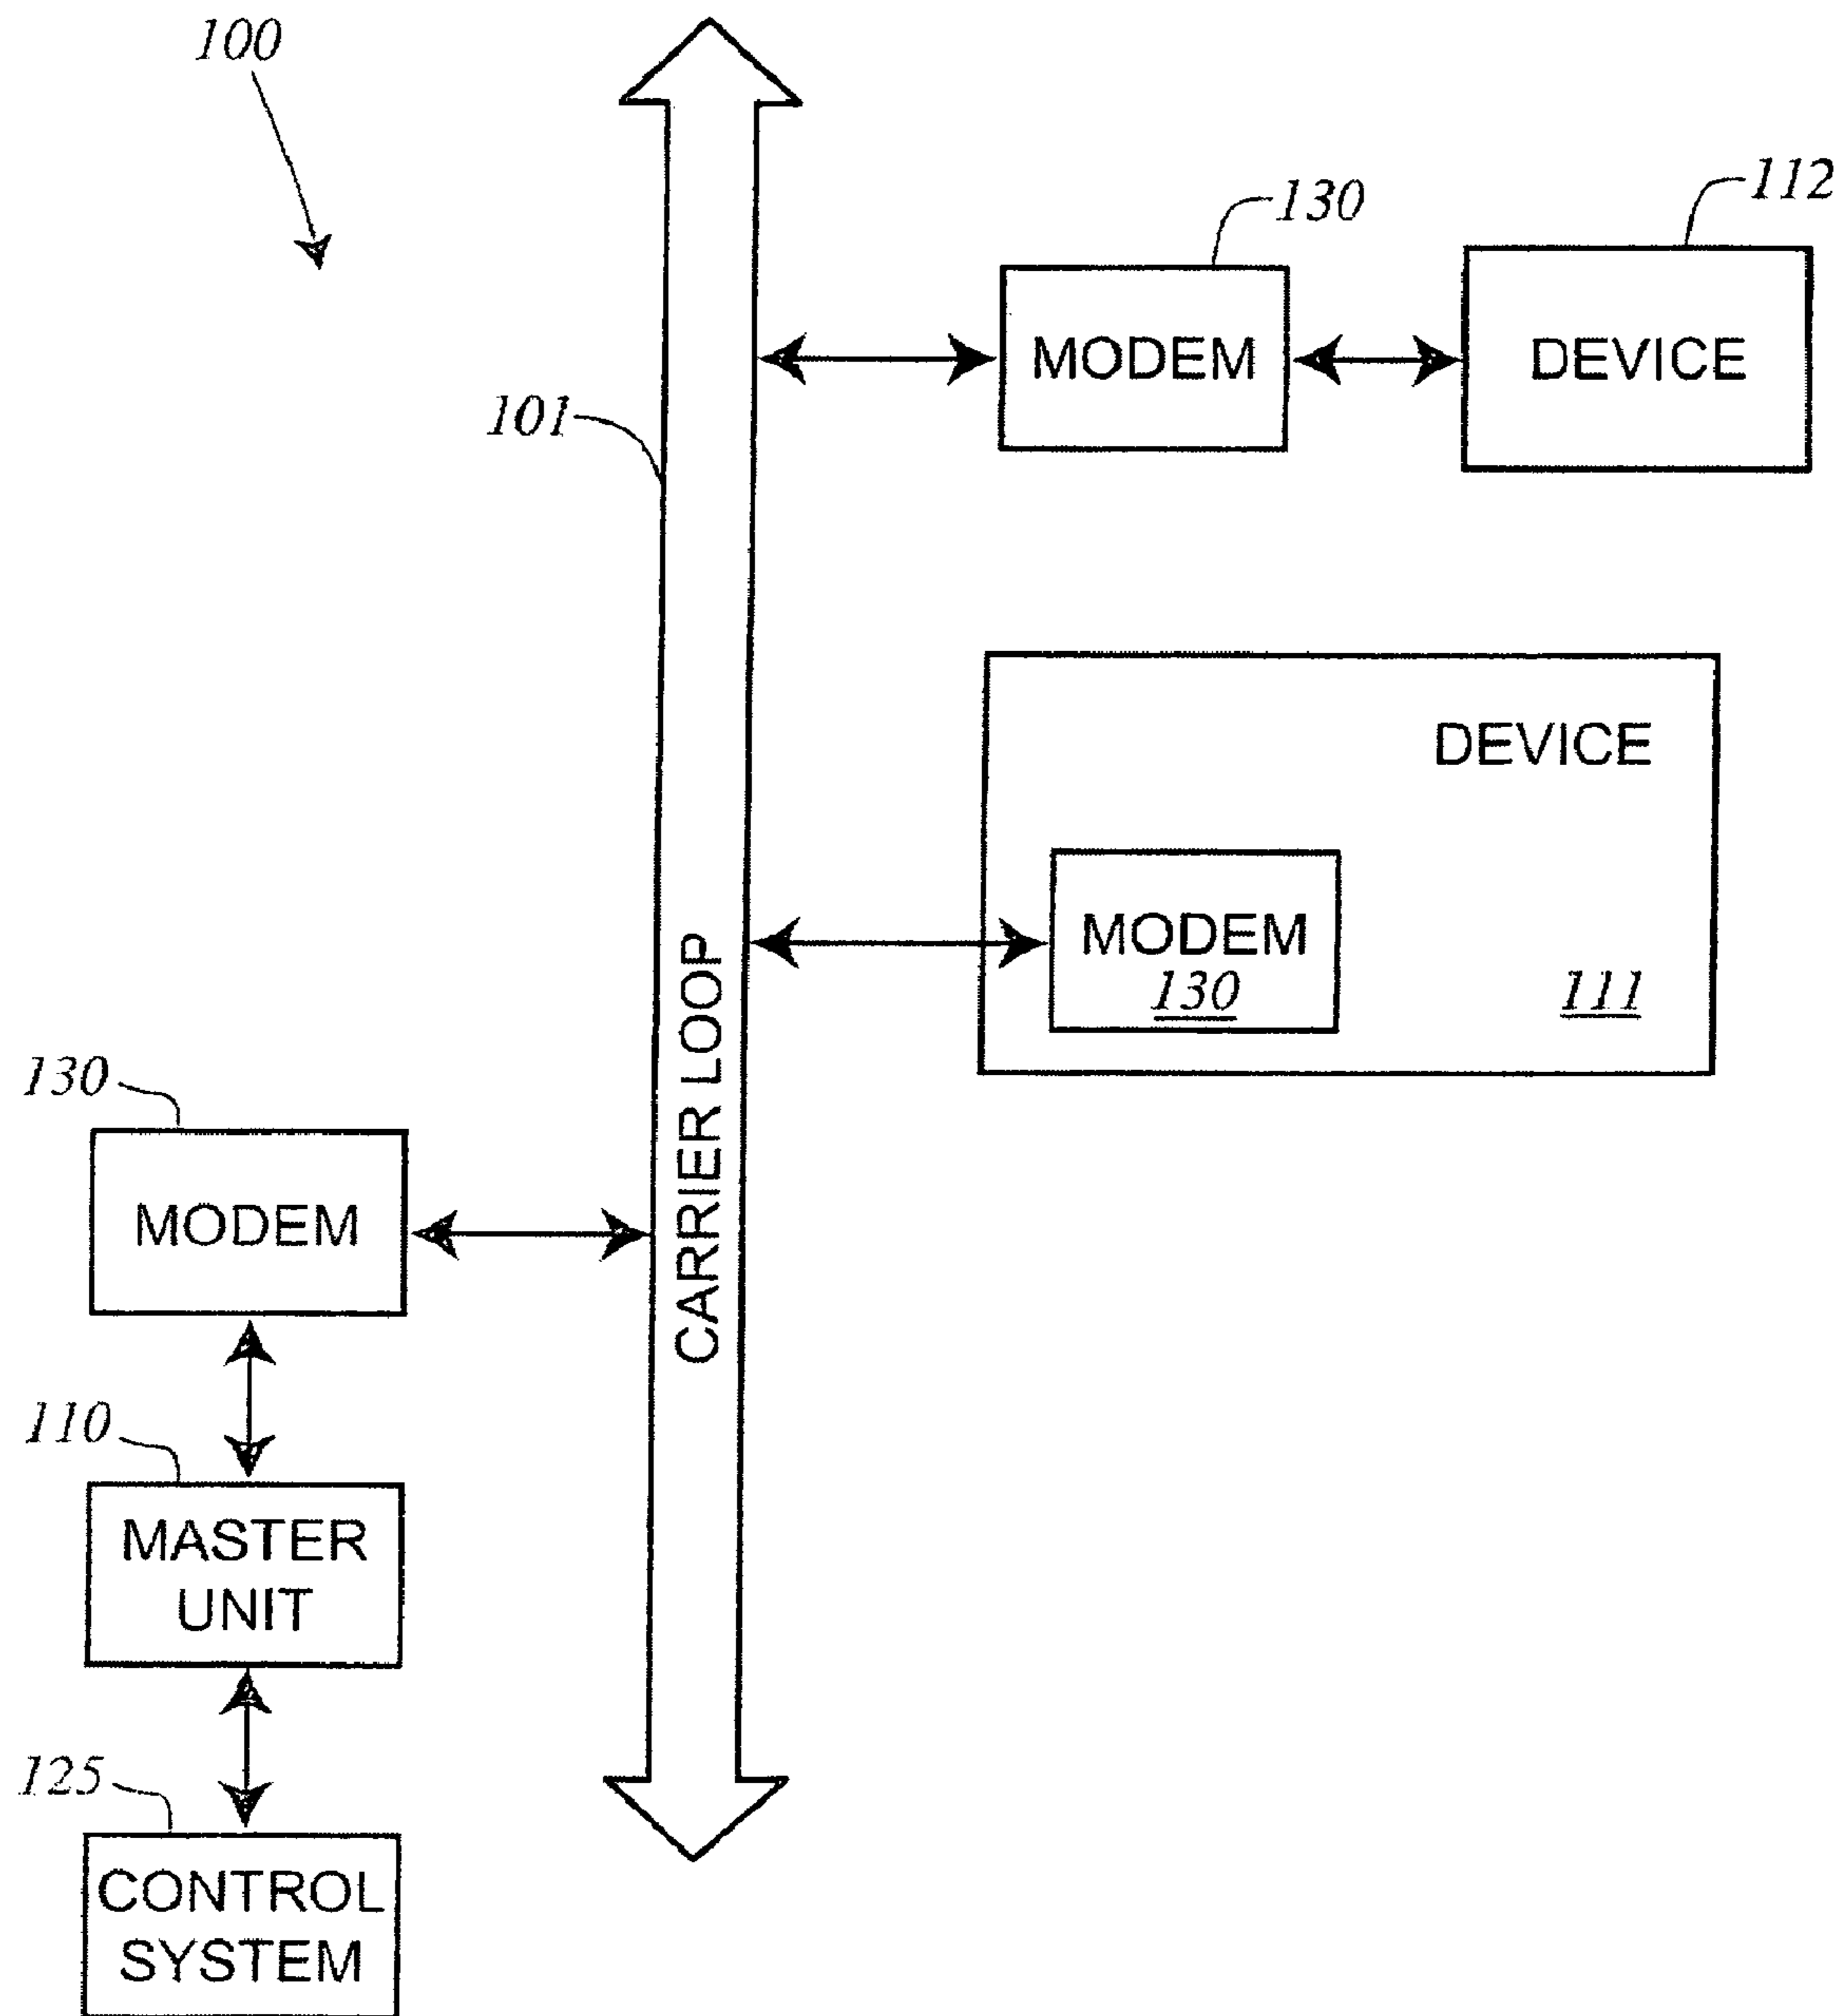 100
112
130
MODEM
DEVICE
101
DEVICE
MODEM
130
111
CARRIER LOOP
130
MODEM
110
MASTER
UNIT
125
CONTROL
SYSTEM